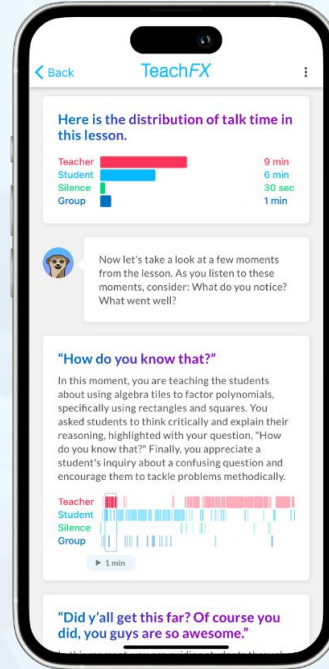 Back
TeachFX
Here is the distribution of talk time in
this lesson.
Teacher 9 min
Student 6 min
Silence 30 sec
Group 1 min
Now let's take a look at a few moments
from the lesson. As you listen to these
moments, consider: What do you notice?
What went well?
“How do you know that?”
In this moment, you are teaching the students
about using algebra tiles to factor polynomials,
specifically using rectangles and squares. You
asked students to think critically and explain their
reasoning, highlighted with your question, "How
do you know that?" Finally, you appreciate a
student's inquiry about a confusing question and
encourage them to tackle problems methodically.
Teacher
Student
Silence
Group
1 min
“Did y’all get this far? Of course you
did, you guys are so awesome.”